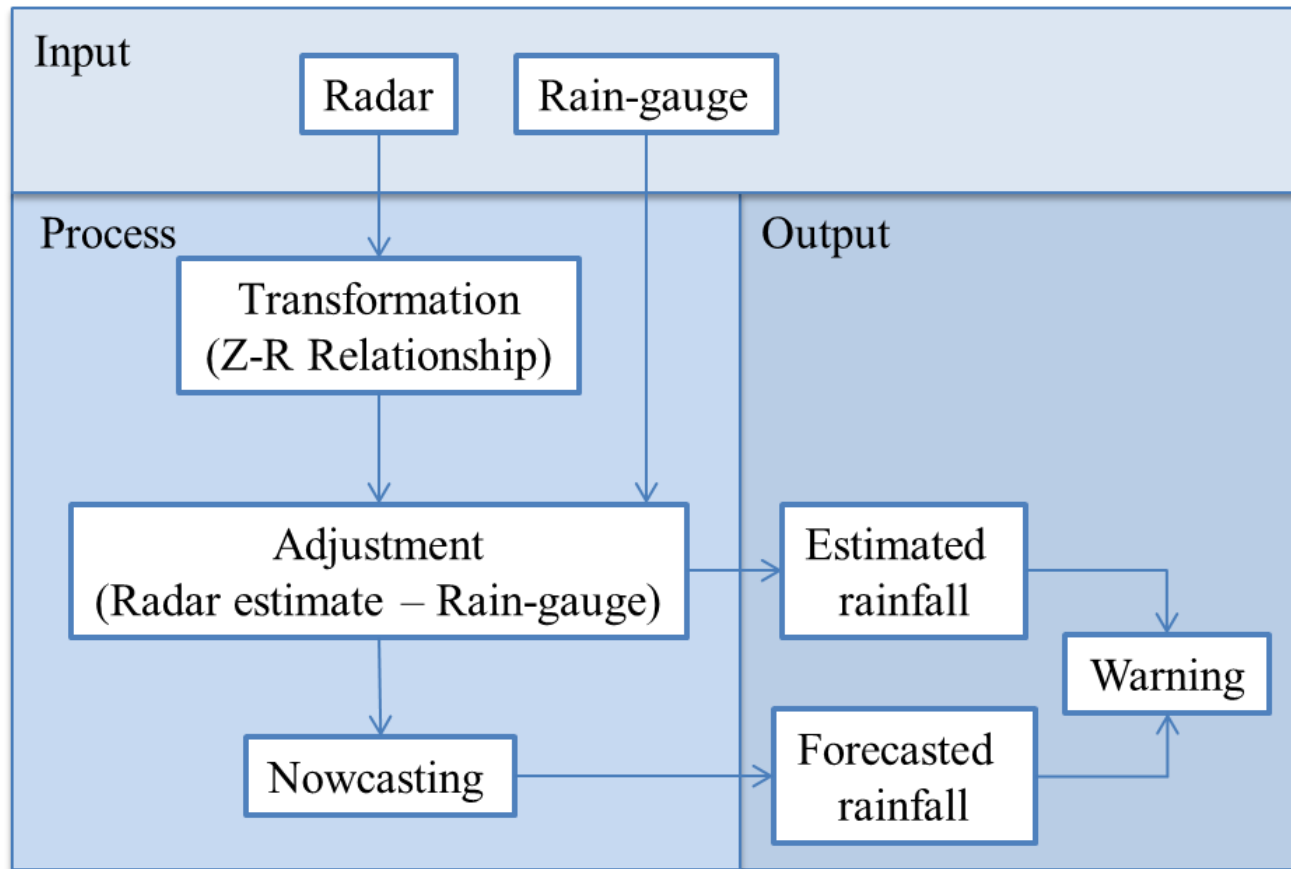 Input
Radar
Rain-gauge
Process
Output
Transformation
(Z-R Relationship)
Adjustment
(Radar estimate – Rain-gauge)
Estimated
rainfall
Warning
Nowcasting
Forecasted
rainfall